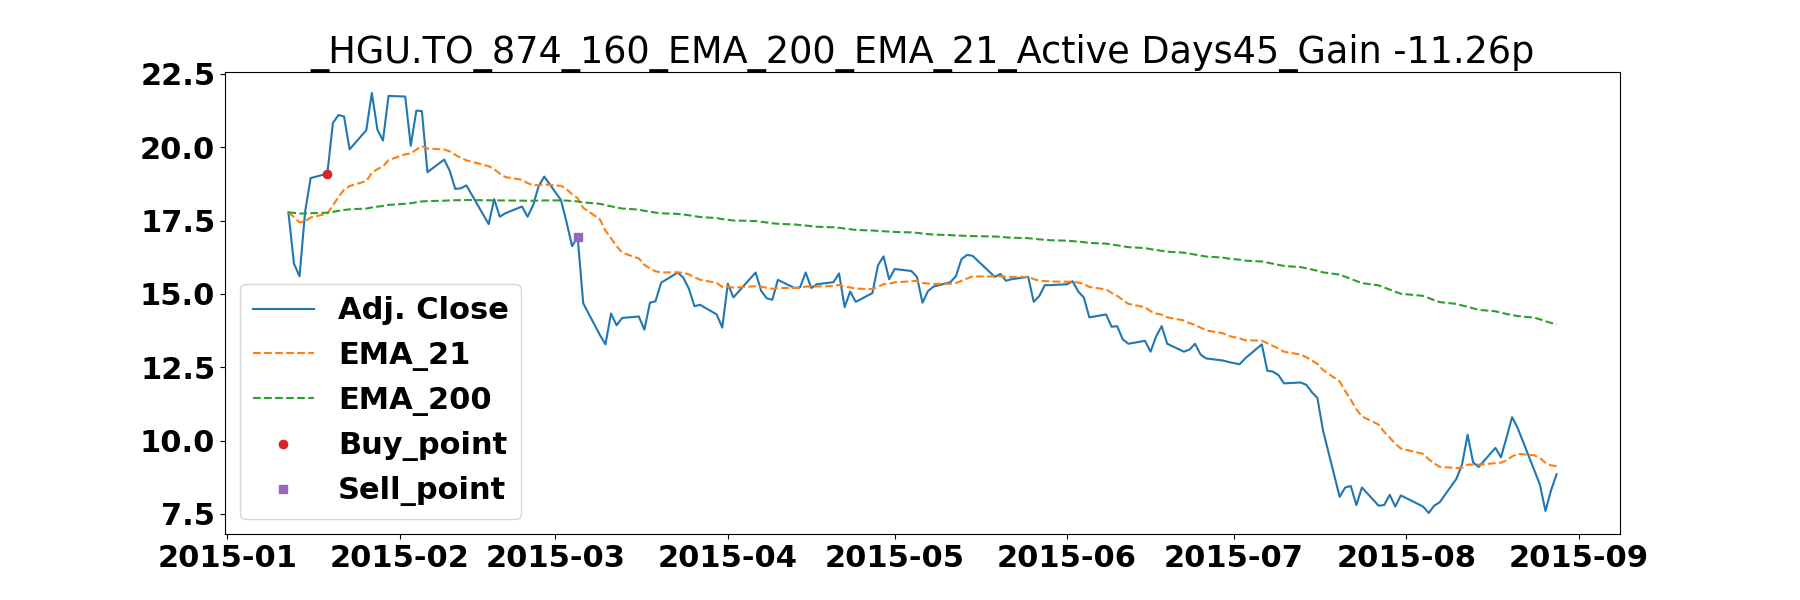 _HGU.TO_874_160_EMA_200_EMA_21_Active Days45_Gain -11.26p
22.5
20.0
17.5
15.0
12.5
10.0
7.5
Adj. Close
EMA_21
EMA_200
Buy_point
Sell_point
2015-01 2015-02 2015-03 2015-04 2015-05 2015-06 2015-07 2015-08 2015-09